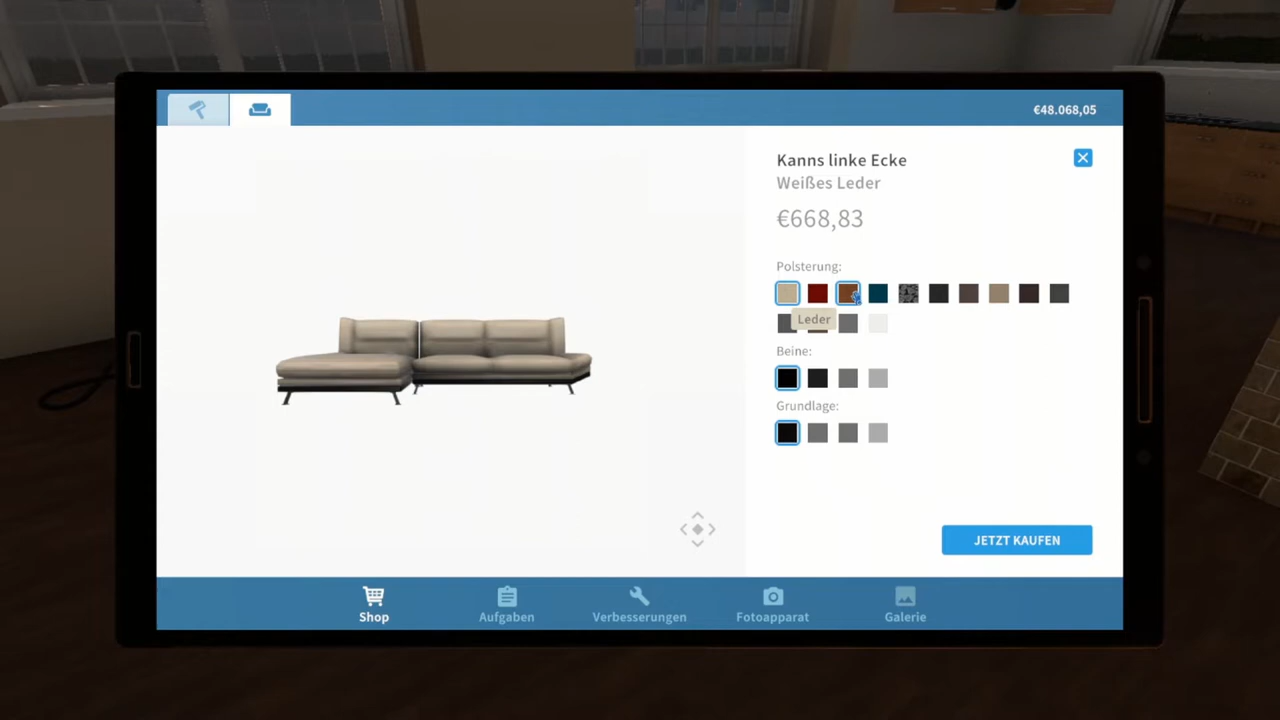 €48.068,05
Kanns linke Ecke
Weißes Leder
€668,83
Polsterung:
Leder
Beine:
Grundlage:
JETZT KAUFEN
Shop
Aufgaben
Verbesserungen
Fotoapparat
Galerie